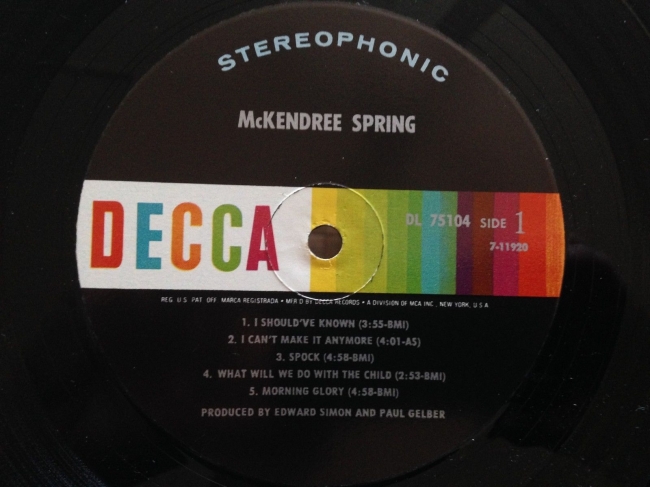 STEREOPHONIC
McKENDREE SPRING
DECCA
DL 75104 SIDE 1
7-11920
REG. U.S. PAT. OFF. MARCA REGISTRADA • MFR'D BY DECCA RECORDS • A DIVISION OF MCA INC., NEW YORK, U.S.A.
1. I SHOULD'VE KNOWN (3:55-BMI)
2. I CAN'T MAKE IT ANYMORE (4:01-AS)
3. SPOCK (4:58-BMI)
4. WHAT WILL WE DO WITH THE CHILD (2:53-BMI)
5. MORNING GLORY (4:58-BMI)
PRODUCED BY EDWARD SIMON AND PAUL GELBER